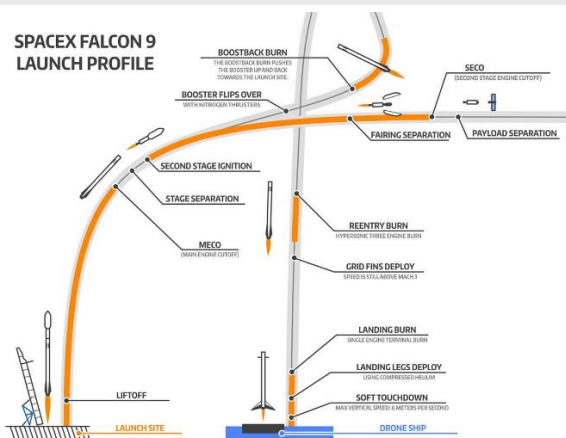 SPACEX FALCON 9
LAUNCH PROFILE
BOOSTBACK BURN
THE BOOSTBACK BURN PUSHES
THE BOOSTER UP AND BACK
TOWARDS THE LAUNCH SITE.
SECO
(SECOND STAGE ENGINE CUTOFF)
BOOSTER FLIPS OVER
WITH NITROGEN THRUSTERS
FAIRING SEPARATION
PAYLOAD SEPARATION
SECOND STAGE IGNITION
STAGE SEPARATION
MECO
(MAIN ENGINE CUTOFF)
REENTRY BURN
HYPERSONIC THREE ENGINE BURN
GRID FINS DEPLOY
SPEED IS STILL ABOVE MACH 3
LANDING BURN
SINGLE ENGINE TERMINAL BURN
LANDING LEGS DEPLOY
USING COMPRESSED HELIUM
SOFT TOUCHDOWN
MAX VERTICAL SPEED: 6 METERS PER SECOND
LIFTOFF
LAUNCH SITE
DRONE SHIP